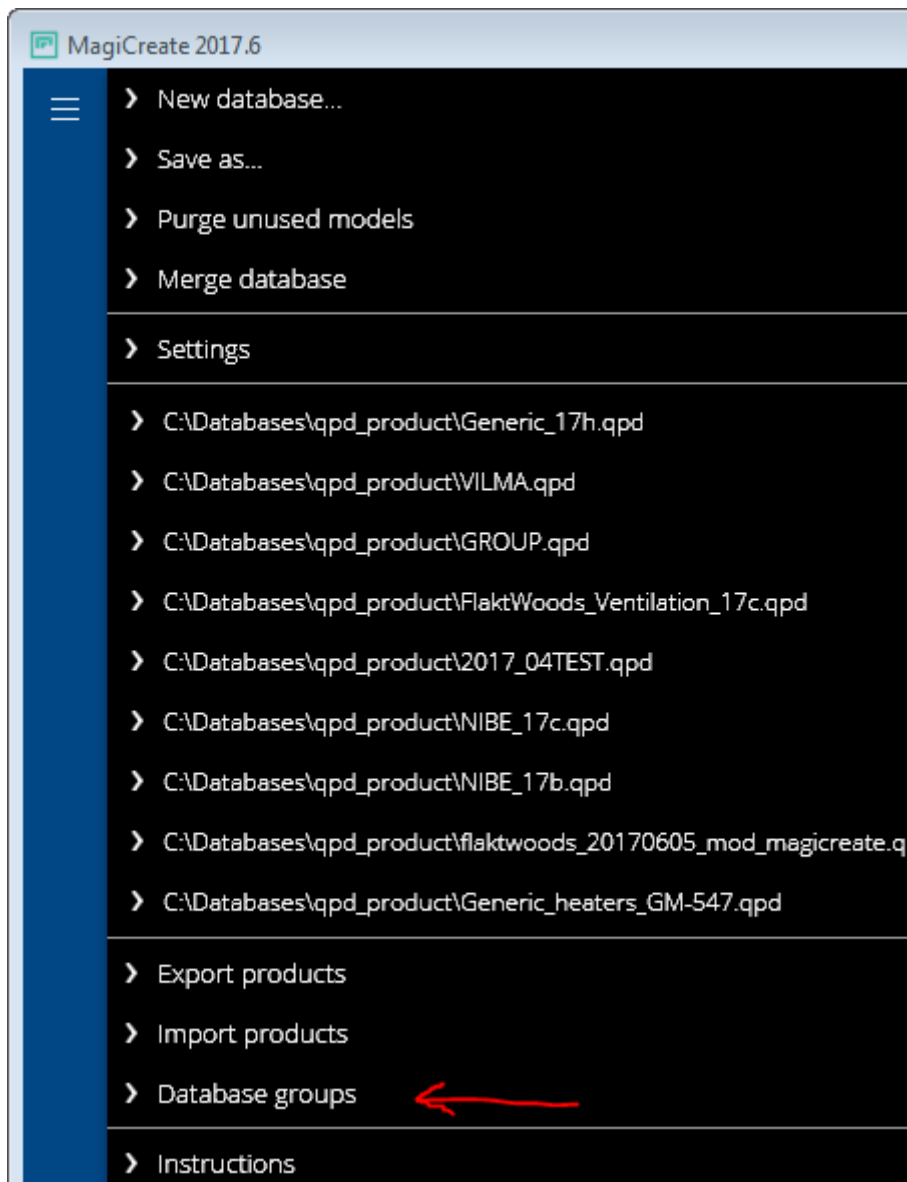 MagiCreate 2017.6
New database...
Save as...
Purge unused models
Merge database
Settings
C:\Databases\qpd_product\Generic_17h.qpd
C:\Databases\qpd_product\VILMA.qpd
C:\Databases\qpd_product\GROUP.qpd
C:\Databases\qpd_product\FlaktWoods_Ventilation_17c.qpd
C:\Databases\qpd_product\2017_04TEST.qpd
C:\Databases\qpd_product\NIBE_17c.qpd
C:\Databases\qpd_product\NIBE_17b.qpd
C:\Databases\qpd_product\flaktwoods_20170605_mod_magicreate.q
C:\Databases\qpd_product\Generic_heaters_GM-547.qpd
Export products
Import products
Database groups
Instructions